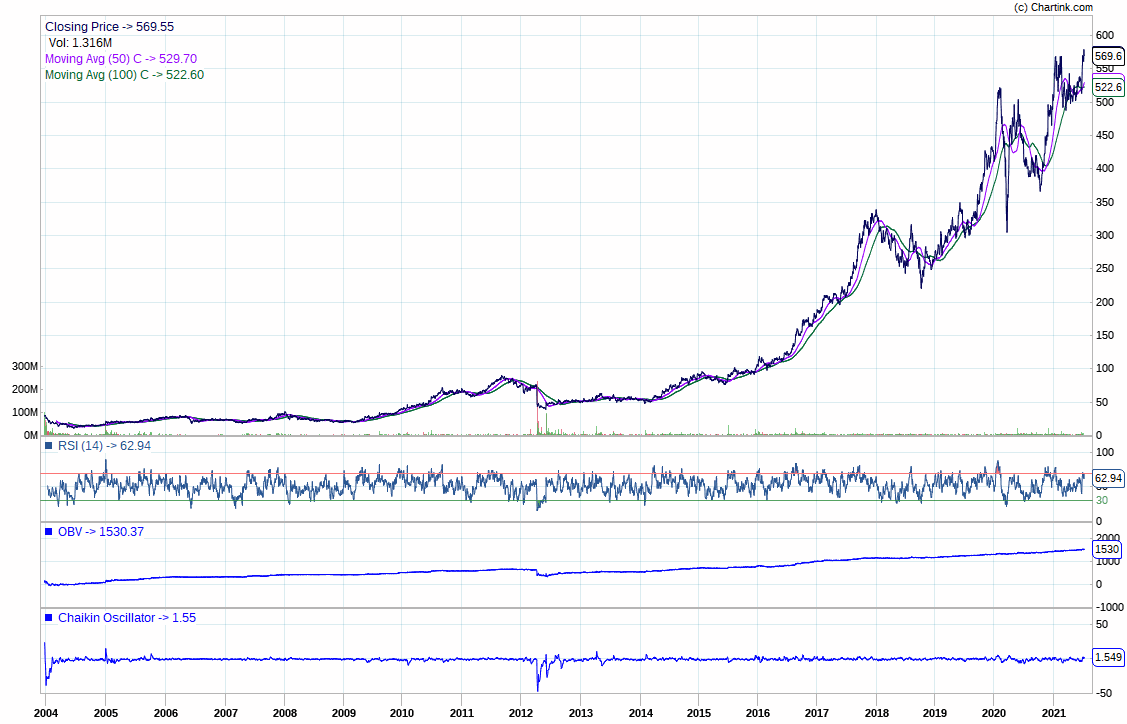 (c) Chartink.com
Closing Price -> 569.55
Vol: 1.316M
Moving Avg (50) C -> 529.70
Moving Avg (100) C -> 522.60
600
569.6
550
522.6
500
450
400
350
300
250
200
150
100
50
0
300M
200M
100M
0M
RSI (14) -> 62.94
100
62.94
30
0
OBV -> 1530.37
2000
1530
1000
0
-1000
Chaikin Oscillator -> 1.55
50
1.549
-50
2004 2005 2006 2007 2008 2009 2010 2011 2012 2013 2014 2015 2016 2017 2018 2019 2020 2021